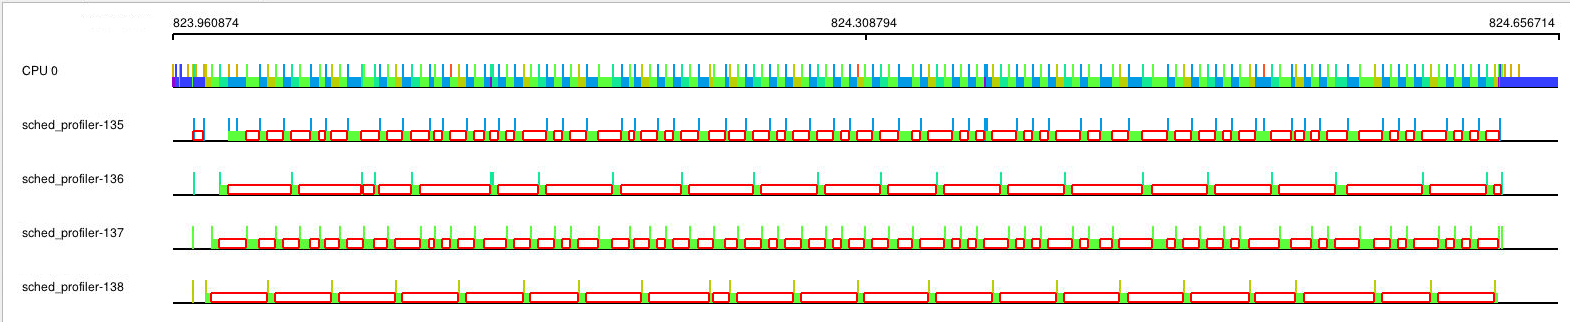 823.960874 824.308794 824.656714
CPU 0
sched_profiler-135
sched_profiler-136
sched_profiler-137
sched_profiler-138